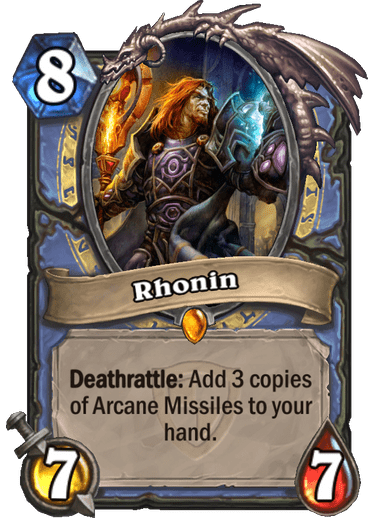 8
Rhonin
Deathrattle: Add 3 copies
of Arcane Missiles to your
hand.
7
7